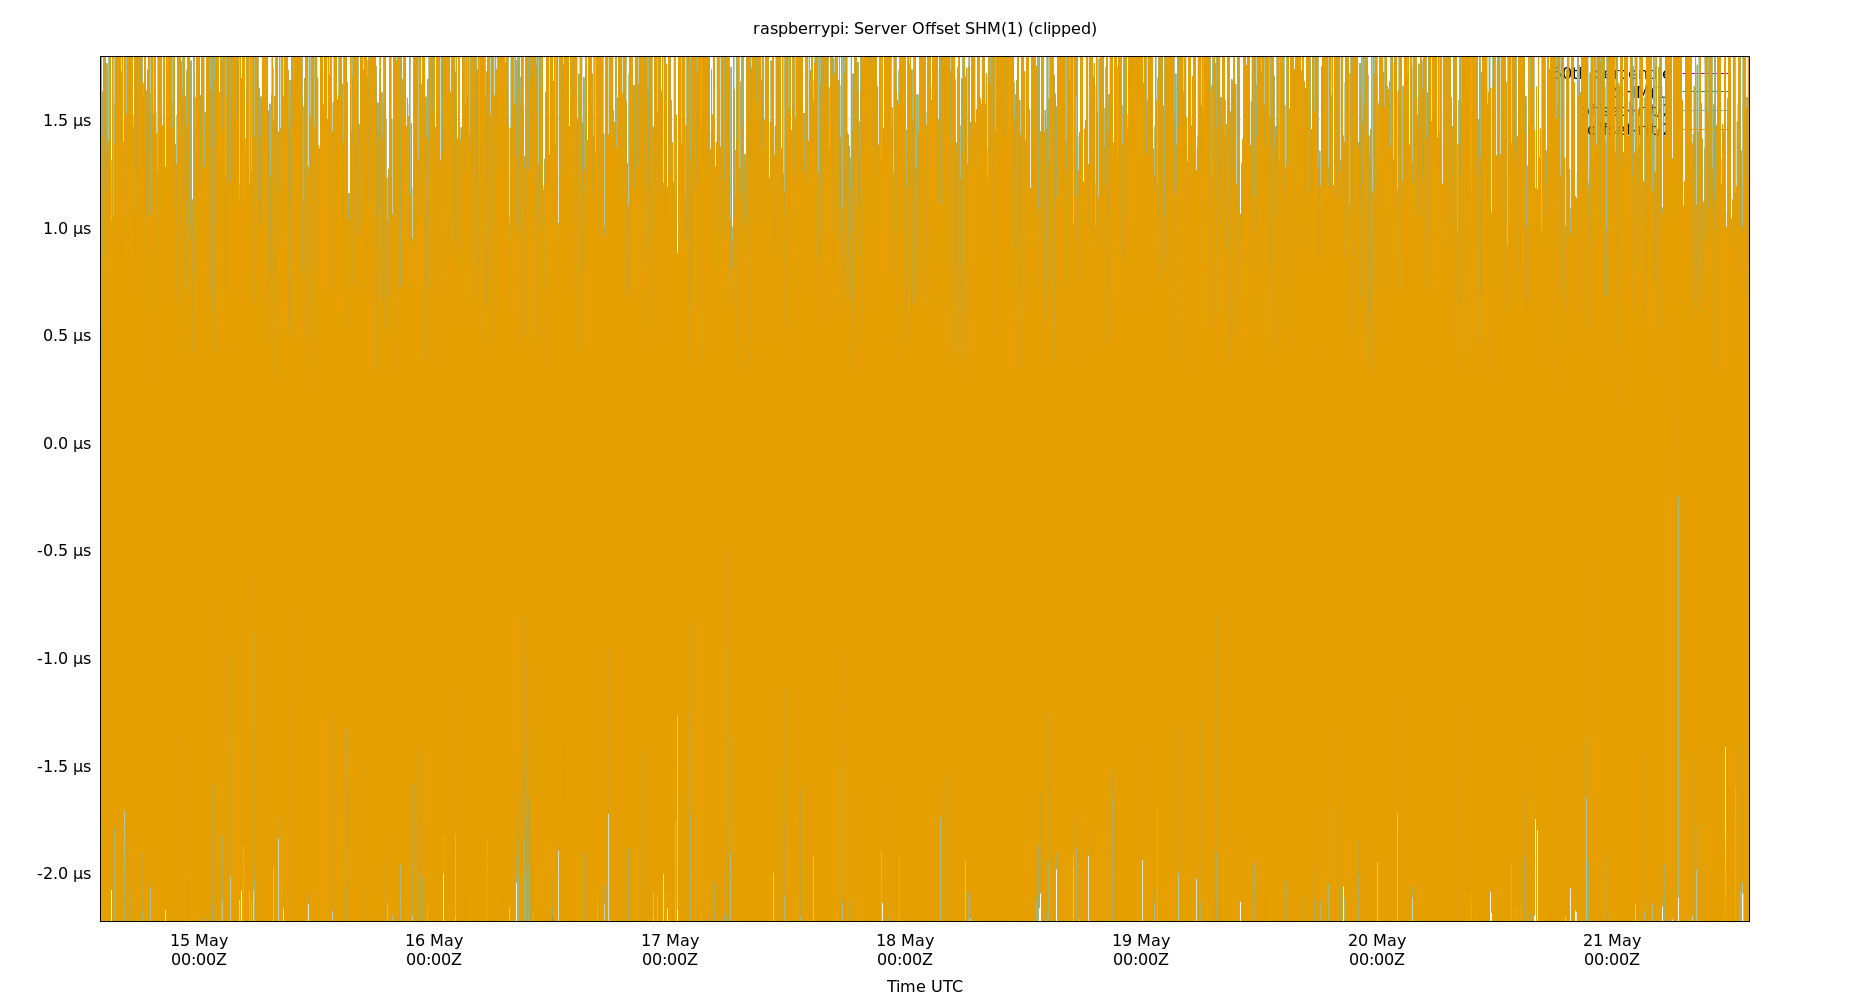 raspberrypi: Server Offset SHM(1) (clipped)
1.5 µs
1.0 µs
0.5 µs
0.0 µs
-0.5 µs
-1.0 µs
-1.5 µs
-2.0 µs
15 May 16 May 17 May 18 May 19 May 20 May 21 May
00:00Z 00:00Z 00:00Z 00:00Z 00:00Z 00:00Z 00:00Z
Time UTC